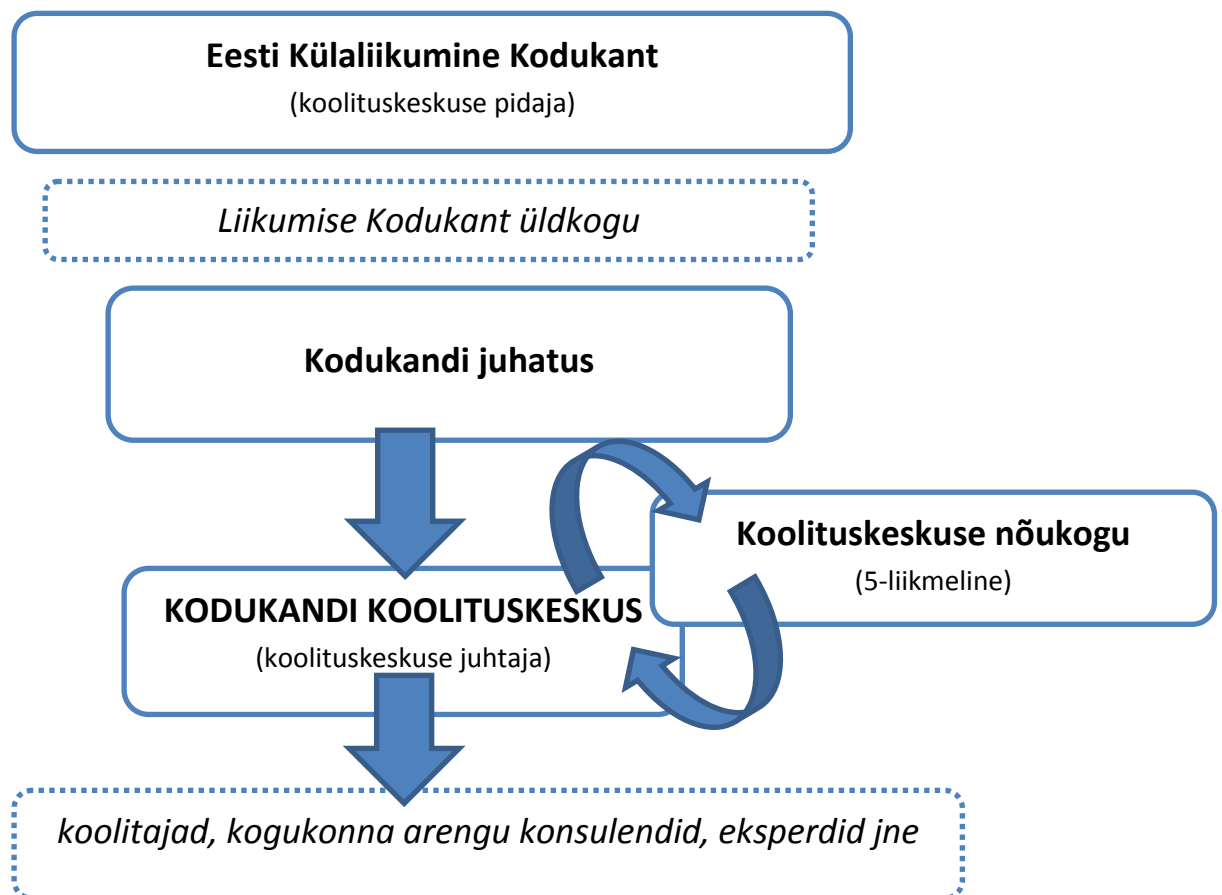 Eesti Külaliikumine Kodukant
(koolituskeskuse pidaja)
Liikumise Kodukant üldkogu
Kodukandi juhatus
Koolituskeskuse nõukogu
(5-liikmeline)
KODUKANDI KOOLITUSKESKUS
(koolituskeskuse juhtaja)
koolitajad, kogukonna arengu konsulendid, eksperdid jne